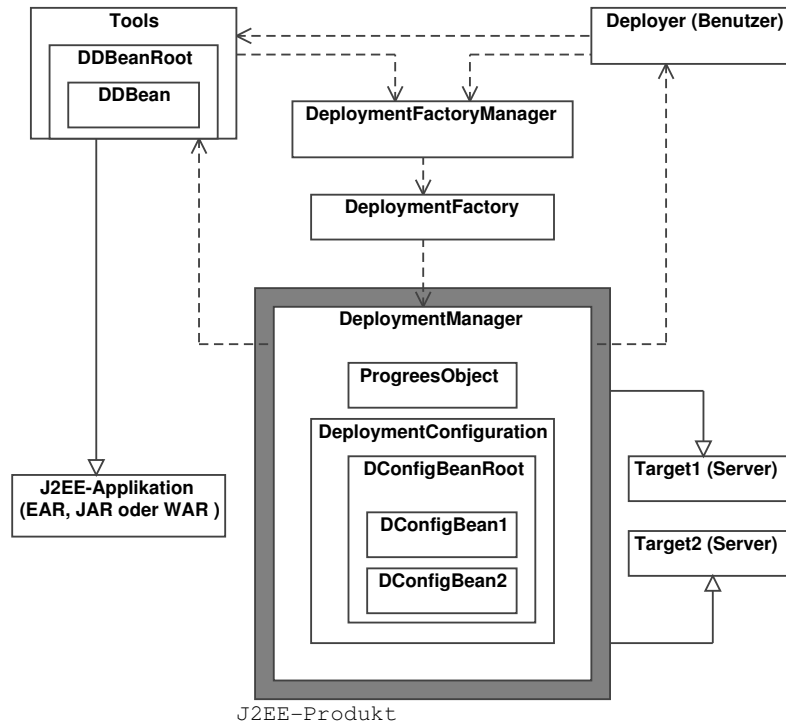 Tools
DDBeanRoot
DDBean
Deployer (Benutzer)
DeploymentFactoryManager
DeploymentFactory
DeploymentManager
ProgreesObject
DeploymentConfiguration
DConfigBeanRoot
DConfigBean1
DConfigBean2
J2EE-Applikation
(EAR, JAR oder WAR )
Target1 (Server)
Target2 (Server)
J2EE-Produkt